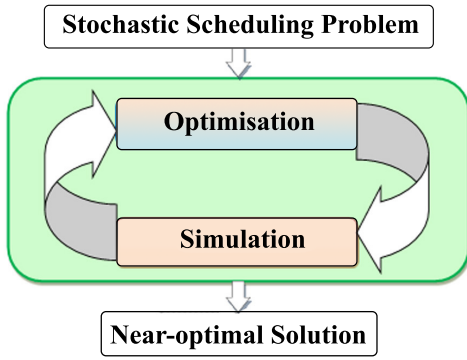 Stochastic Scheduling Problem
Optimisation
Simulation
Near-optimal Solution